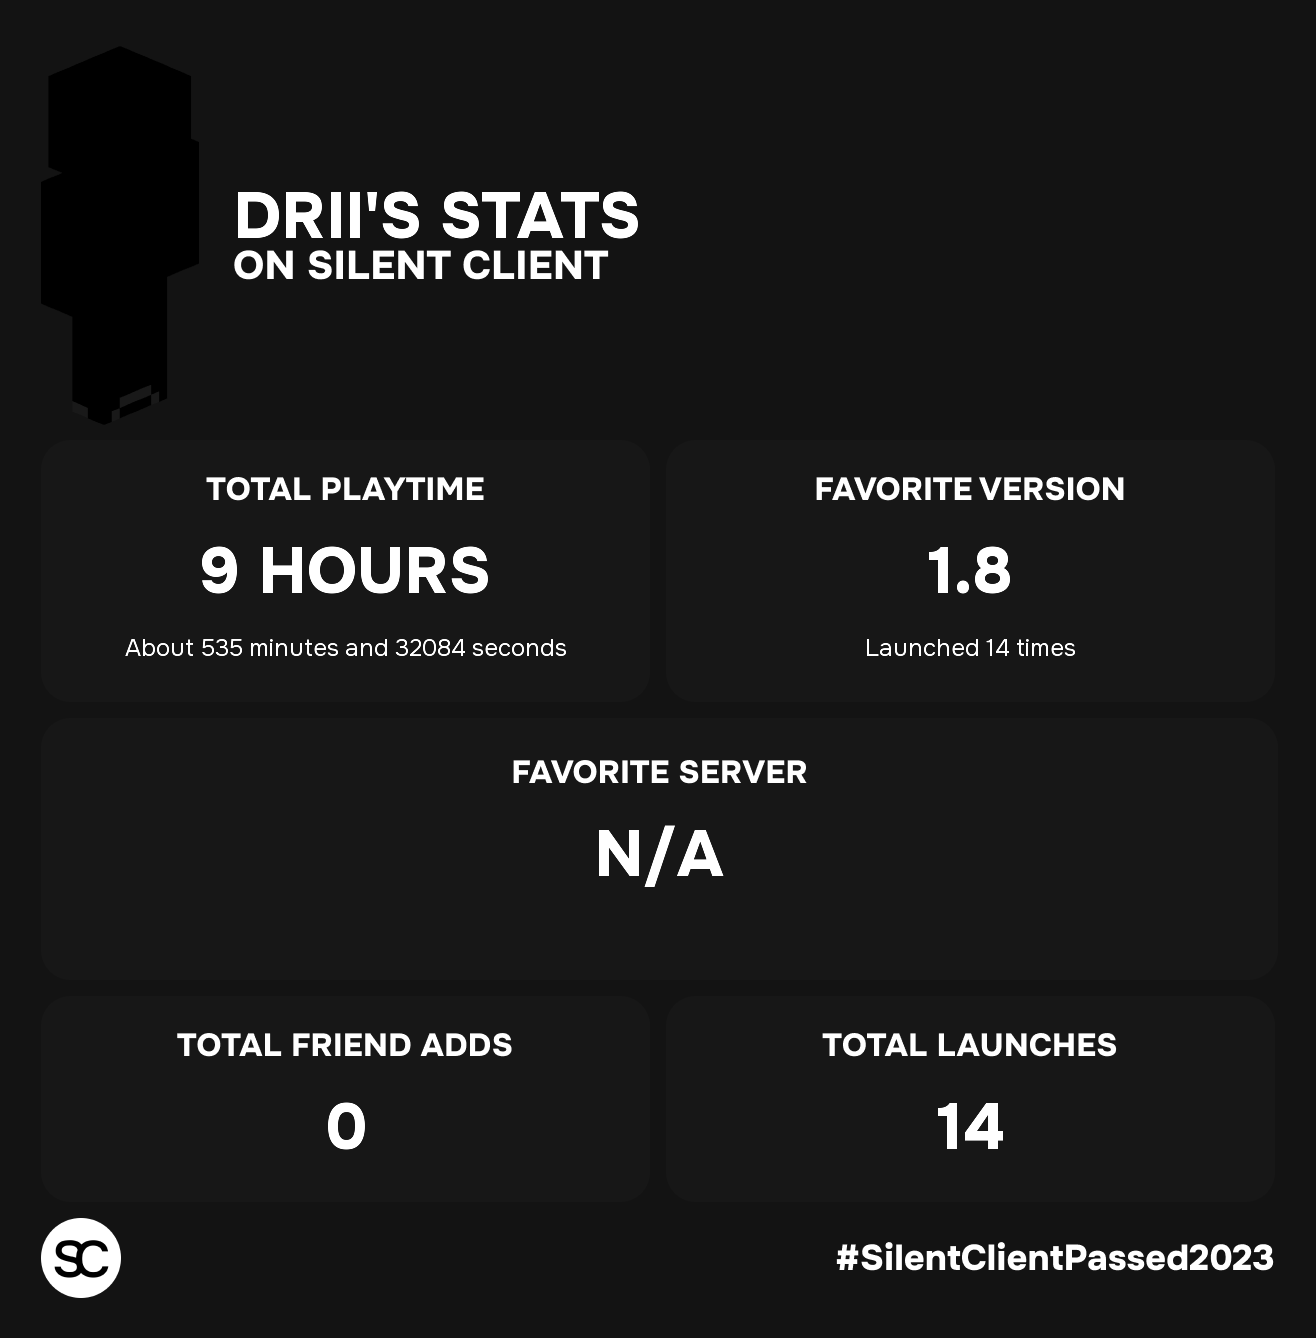 DRII'S STATS
ON SILENT CLIENT
TOTAL PLAYTIME
9 HOURS
About 535 minutes and 32084 seconds
FAVORITE VERSION
1.8
Launched 14 times
FAVORITE SERVER
N/A
TOTAL FRIEND ADDS
0
TOTAL LAUNCHES
14
SC
#SilentClientPassed2023